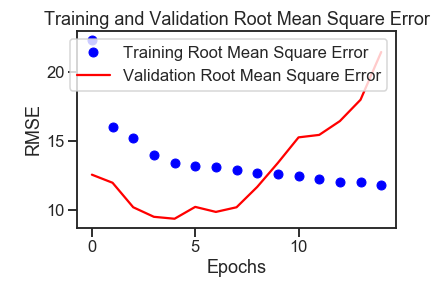 Training and Validation Root Mean Square Error
Training Root Mean Square Error
Validation Root Mean Square Error
RMSE
20
15
10
0
5
10
Epochs